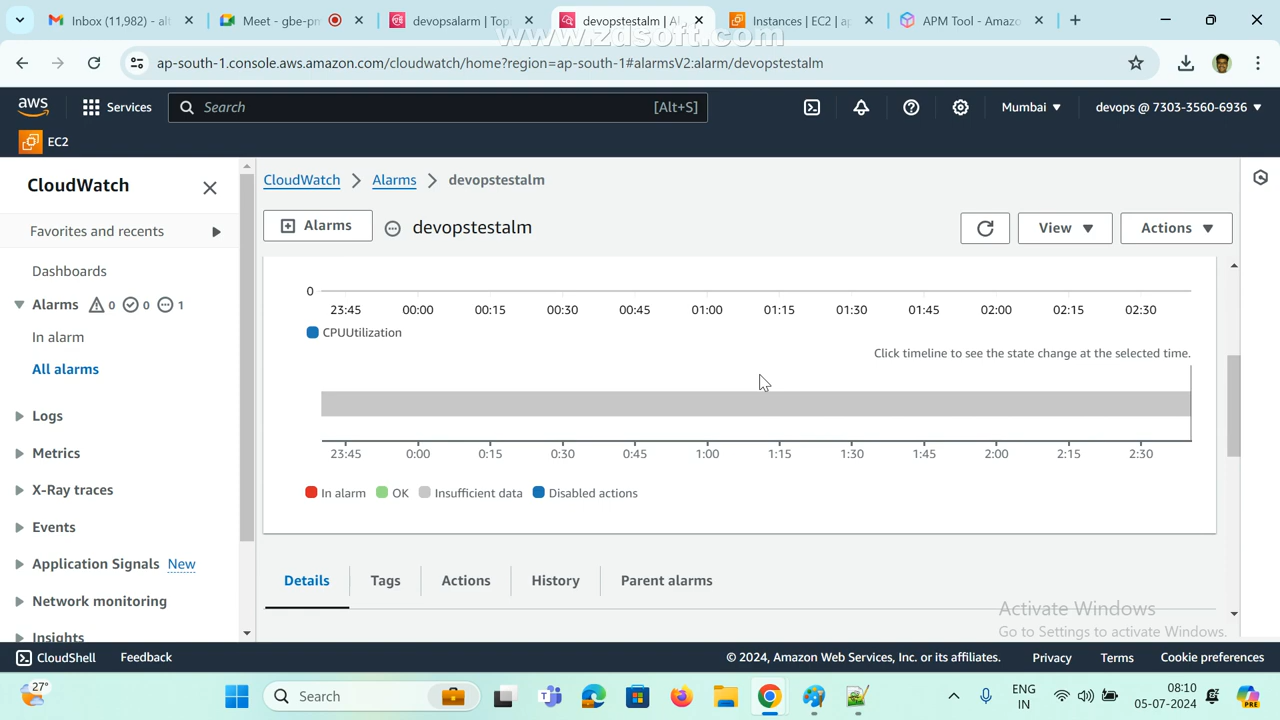 Inbox (11,982) - alt
Meet - gbe-pn
devopsalarm | Topi
devopstestalm | Al
Instances | EC2 | ap
APM Tool - Amazo
www.zdsoft.com
ap-south-1.console.aws.amazon.com/cloudwatch/home?region=ap-south-1#alarmsV2:alarm/devopstestalm
aws
Services
Search
[Alt+S]
Mumbai
devops @ 7303-3560-6936
EC2
CloudWatch
Favorites and recents
Dashboards
Alarms 0 0 1
In alarm
All alarms
Logs
Metrics
X-Ray traces
Events
Application Signals New
Network monitoring
Insights
CloudWatch > Alarms > devopstestalm
Alarms
devopstestalm
View
Actions
0
23:45 00:00 00:15 00:30 00:45 01:00 01:15 01:30 01:45 02:00 02:15 02:30
CPUUtilization
Click timeline to see the state change at the selected time.
23:45 0:00 0:15 0:30 0:45 1:00 1:15 1:30 1:45 2:00 2:15 2:30
In alarm OK Insufficient data Disabled actions
Details Tags Actions History Parent alarms
Activate Windows
Go to Settings to activate Windows.
CloudShell Feedback
© 2024, Amazon Web Services, Inc. or its affiliates. Privacy Terms Cookie preferences
27°
Search
ENG
IN
08:10
05-07-2024
PRE